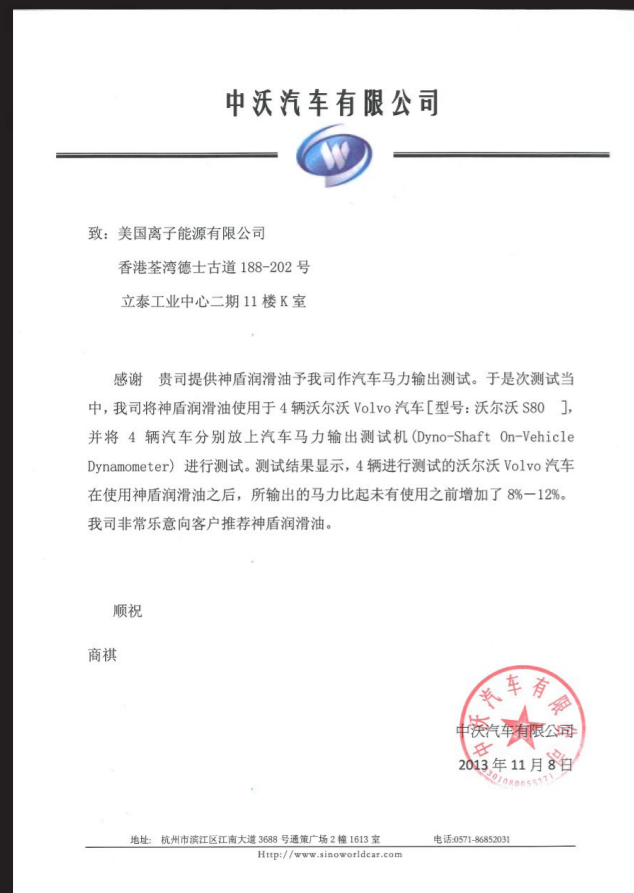 中沃汽车有限公司
W
致：美国离子能源有限公司
香港荃湾德士古道 188-202 号
立泰工业中心二期 11 楼 K 室
感谢 贵司提供神盾润滑油予我司作汽车马力输出测试。于是次测试当
中，我司将神盾润滑油使用于 4 辆沃尔沃 Volvo 汽车[型号：沃尔沃 S80 ]，
并将 4 辆汽车分别放上汽车马力输出测试机(Dyno-Shaft On-Vehicle
Dynamometer) 进行测试。测试结果显示，4 辆进行测试的沃尔沃 Volvo 汽车
在使用神盾润滑油之后，所输出的马力比起未有使用之前增加了 8%－12%。
我司非常乐意向客户推荐神盾润滑油。
顺祝
商祺
中沃汽车有限公司
中沃汽车有限公司
2013 年 11 月 8 日
地址: 杭州市滨江区江南大道 3688 号通策广场 2 幢 1613 室 电话:0571-86852031
Http://www.sinoworldcar.com